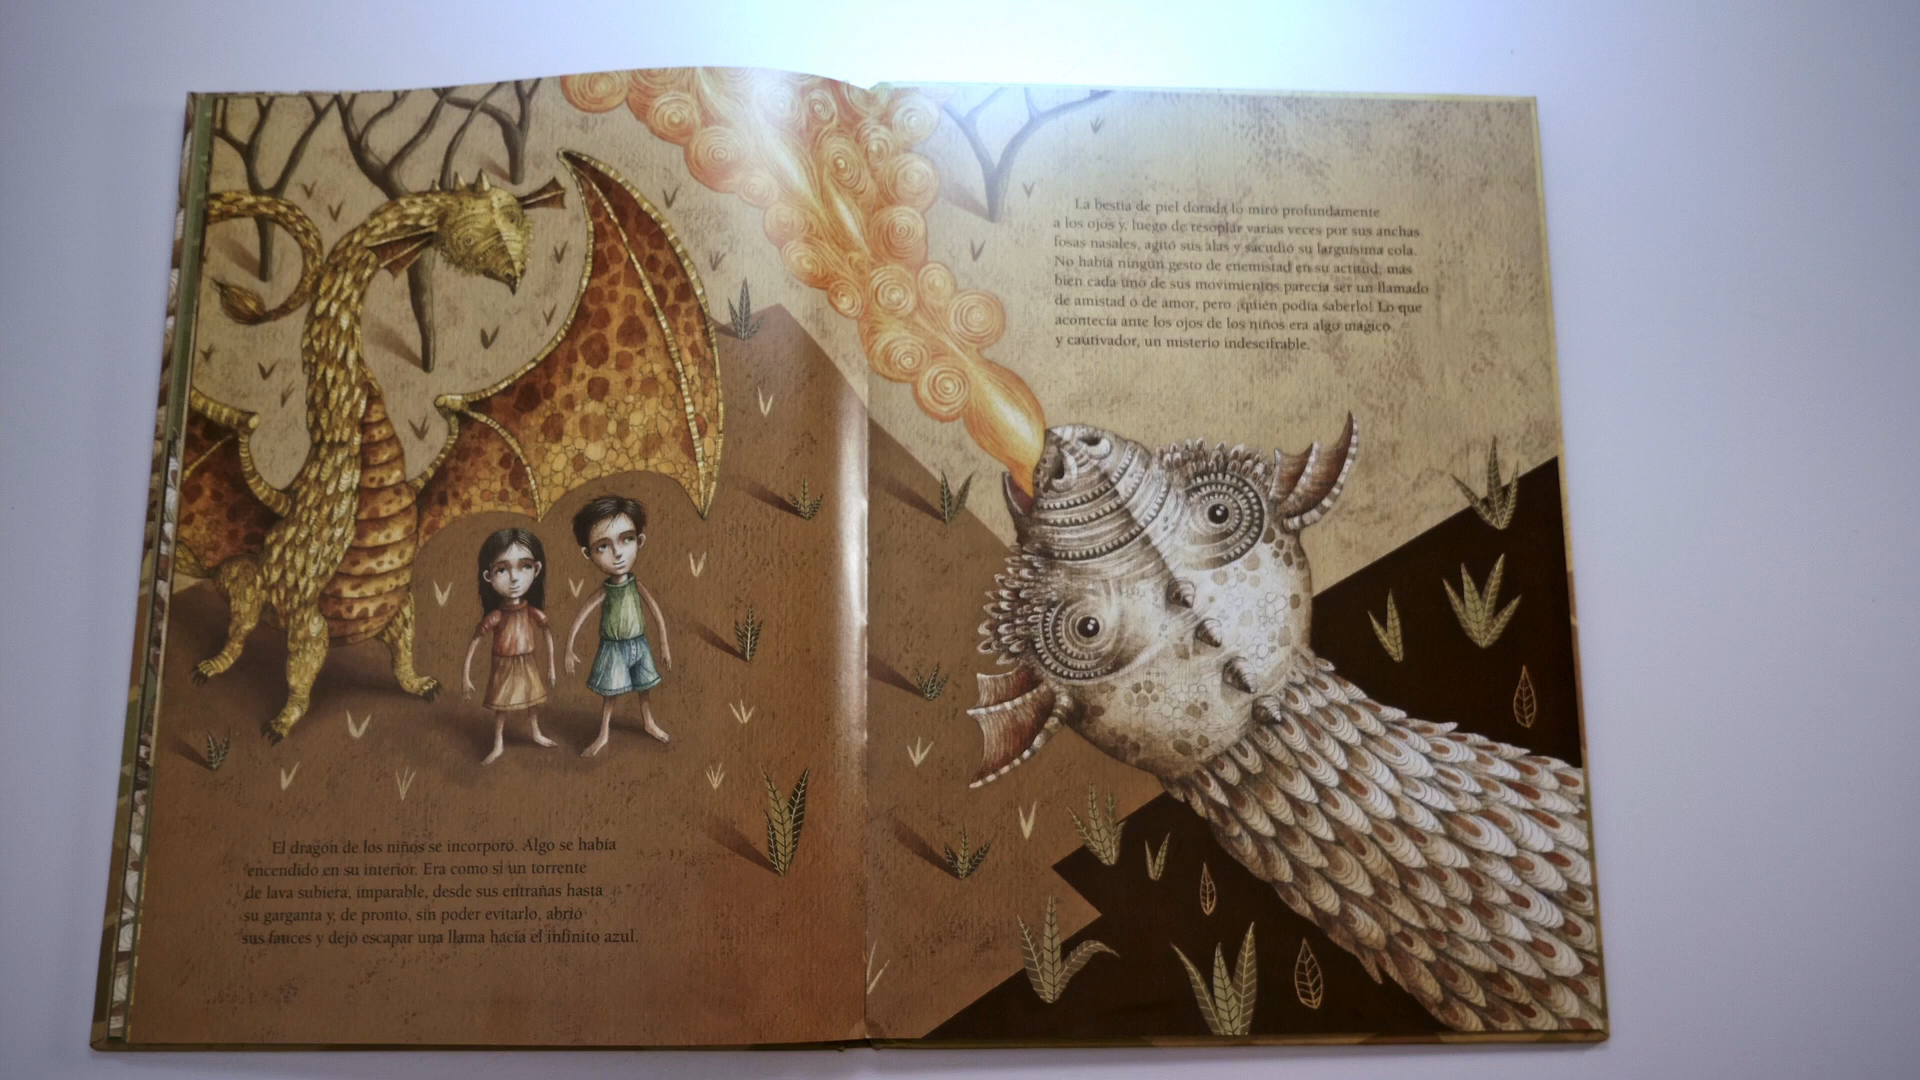 El dragón de los niños se incorporó. Algo se había
encendido en su interior. Era como si un torrente
de lava subiera, imparable, desde sus entrañas hasta
su garganta y, de pronto, sin poder evitarlo, abrió
sus fauces y dejó escapar una llama hacia el infinito azul.
La bestia de piel dorada lo miró profundamente
a los ojos y, luego de resoplar varias veces por sus anchas
fosas nasales, agitó sus alas y sacudió su larguísima cola.
No había ningún gesto de enemistad en su actitud, más
bien cada uno de sus movimientos parecía ser un llamado
de amistad o de amor, pero ¡quién podía saberlo! Lo que
acontecía ante los ojos de los niños era algo mágico
y cautivador, un misterio indescifrable.